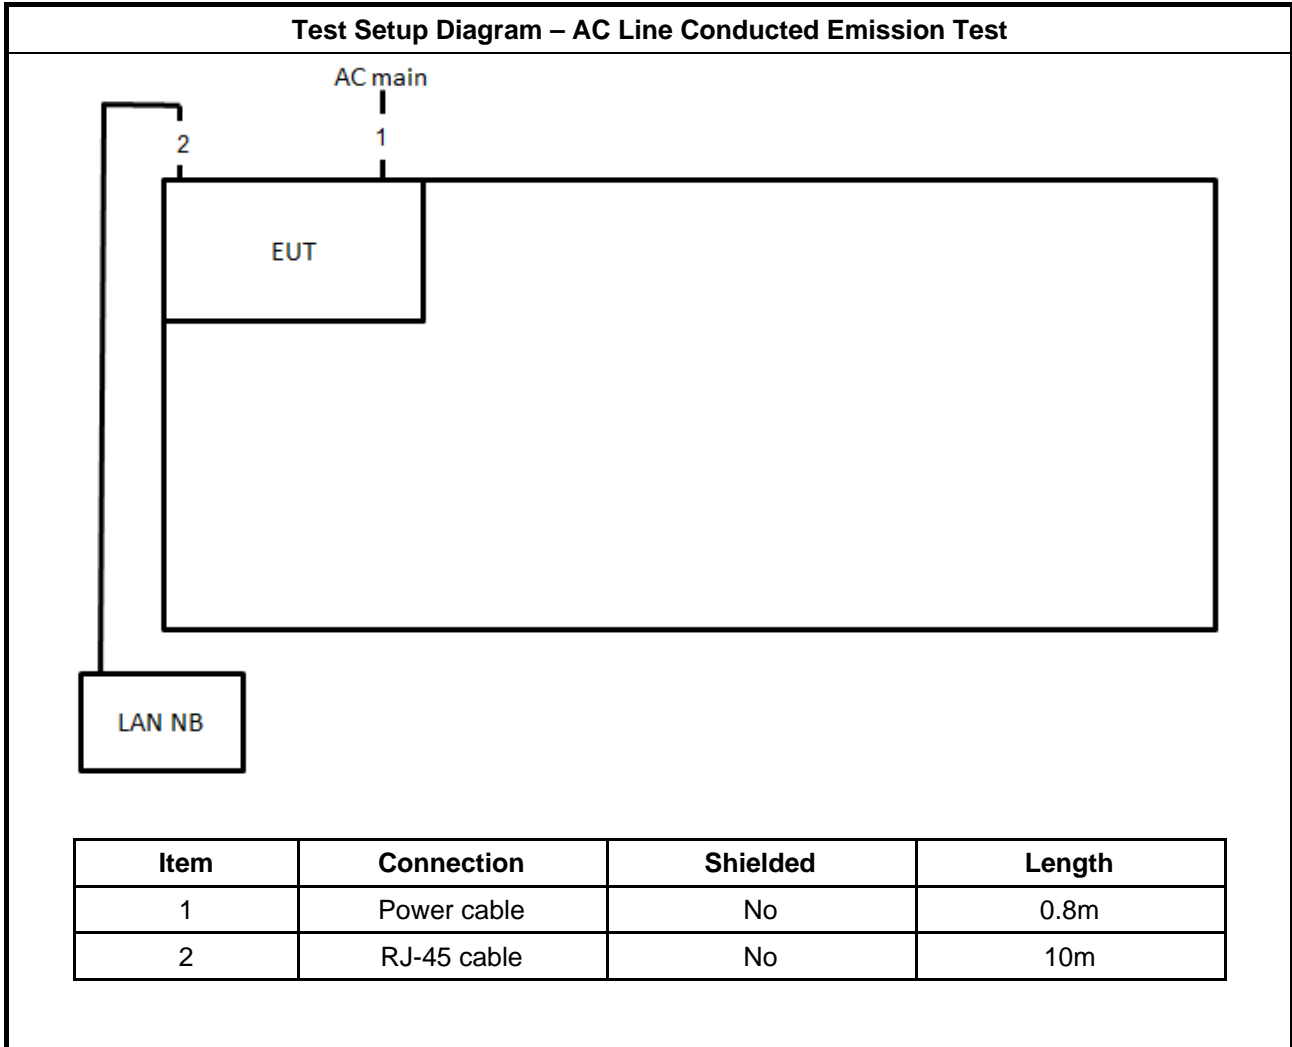 Test Setup Diagram – AC Line Conducted Emission Test
AC main
2
1
EUT
LAN NB
Item Connection Shielded Length
1 Power cable No 0.8m
2 RJ-45 cable No 10m